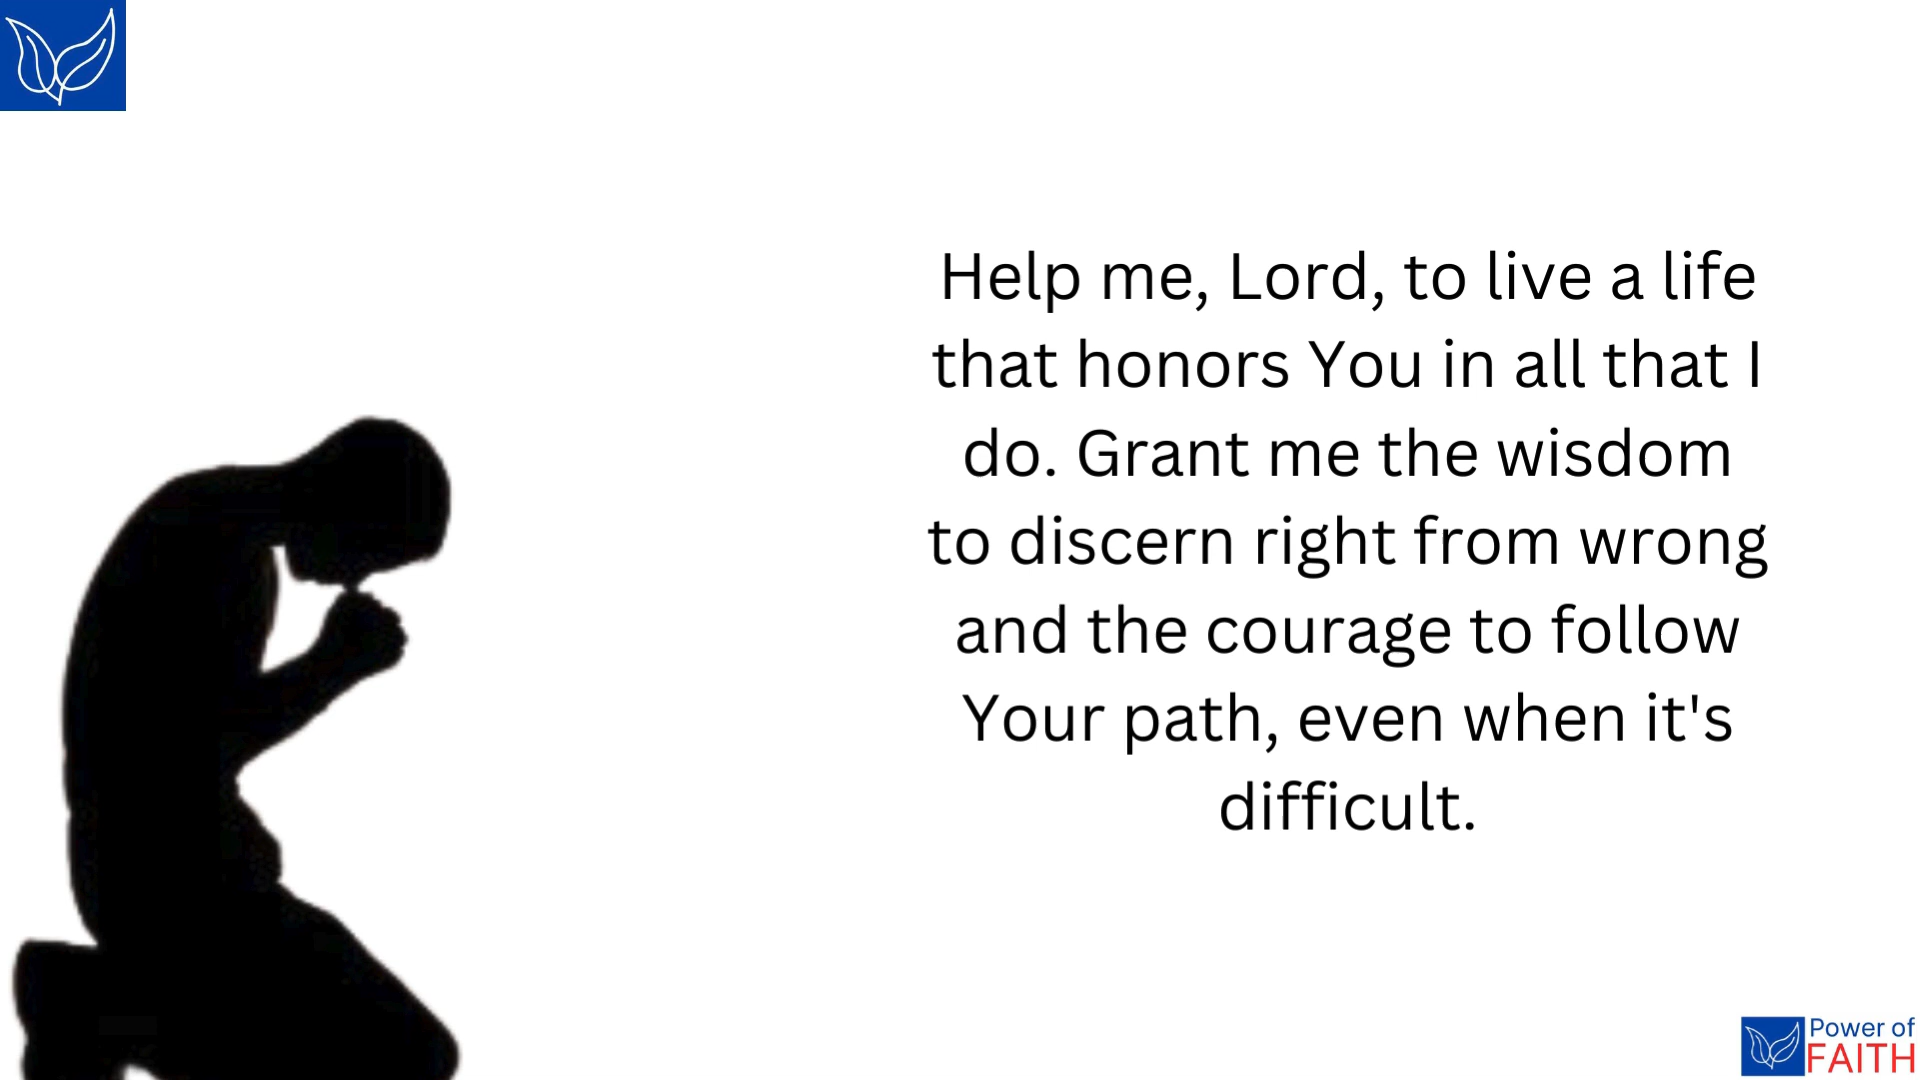 Help me, Lord, to live a life
that honors You in all that I
do. Grant me the wisdom
to discern right from wrong
and the courage to follow
Your path, even when it's
difficult.
Power of
FAITH